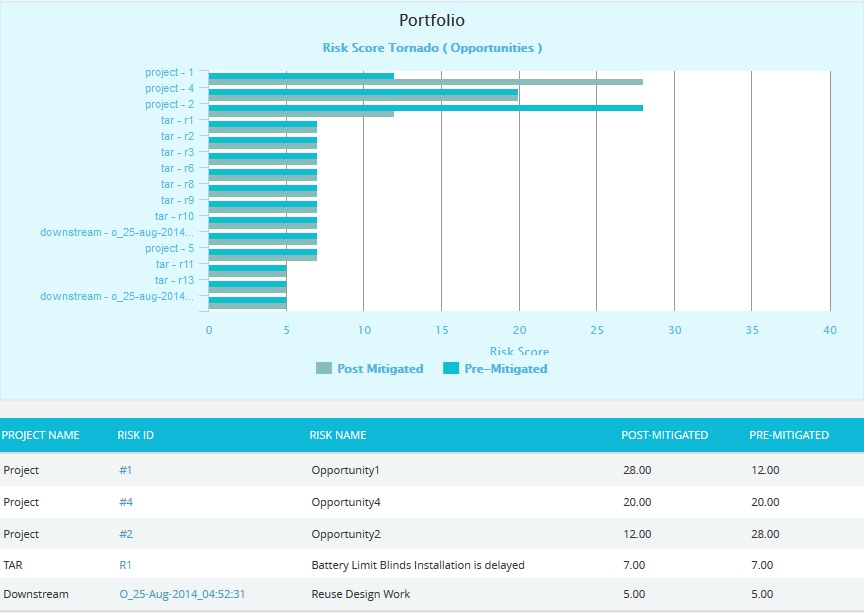 Portfolio
Risk Score Tornado ( Opportunities )
project - 1
project - 4
project - 2
tar - r1
tar - r2
tar - r3
tar - r6
tar - r8
tar - r9
tar - r10
downstream - o_25-aug-2014...
project - 5
tar - r11
tar - r13
downstream - o_25-aug-2014...
0 5 10 15 20 25 30 35 40
Risk Score
Post Mitigated Pre-Mitigated
PROJECT NAME RISK ID RISK NAME POST-MITIGATED PRE-MITIGATED
Project #1 Opportunity1 28.00 12.00
Project #4 Opportunity4 20.00 20.00
Project #2 Opportunity2 12.00 28.00
TAR R1 Battery Limit Blinds Installation is delayed 7.00 7.00
Downstream O_25-Aug-2014_04:52:31 Reuse Design Work 5.00 5.00